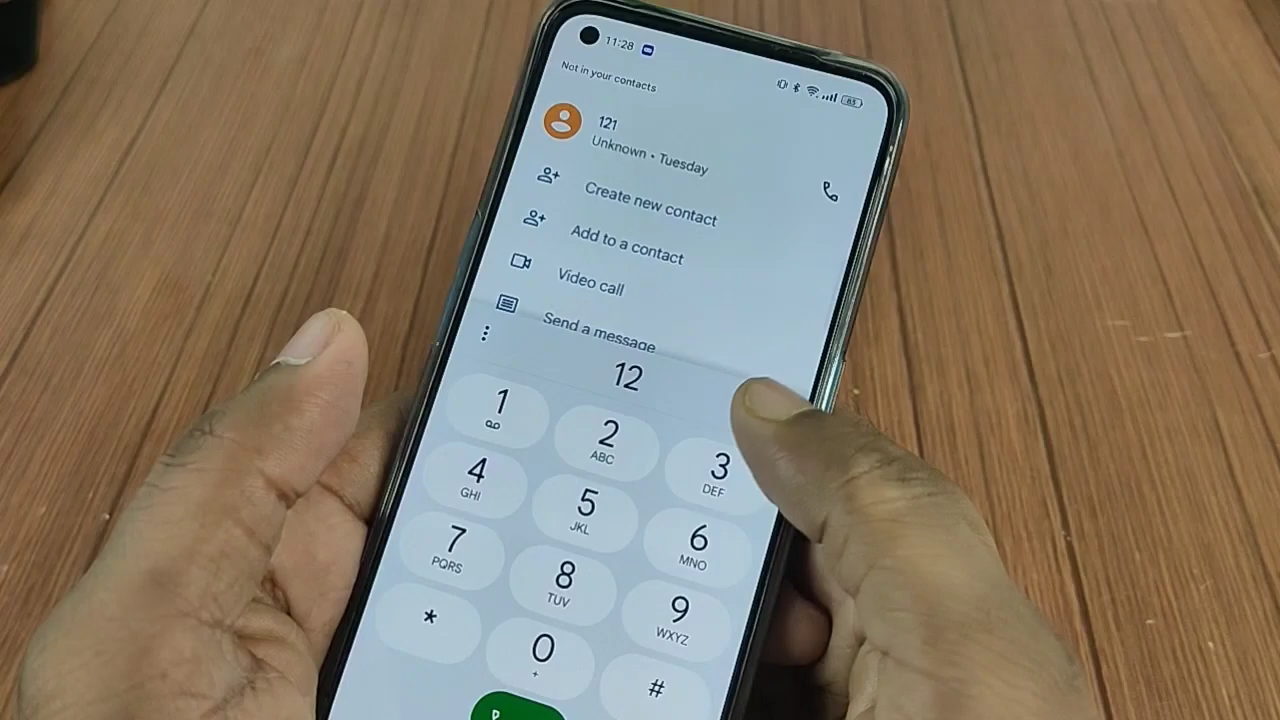 11:28
83
Not in your contacts
121
Unknown • Tuesday
Create new contact
Add to a contact
Video call
Send a message
12
1 2 3
ABC DEF
4 5 6
GHI JKL MNO
7 8 9
PQRS TUV WXYZ
* 0 #
+